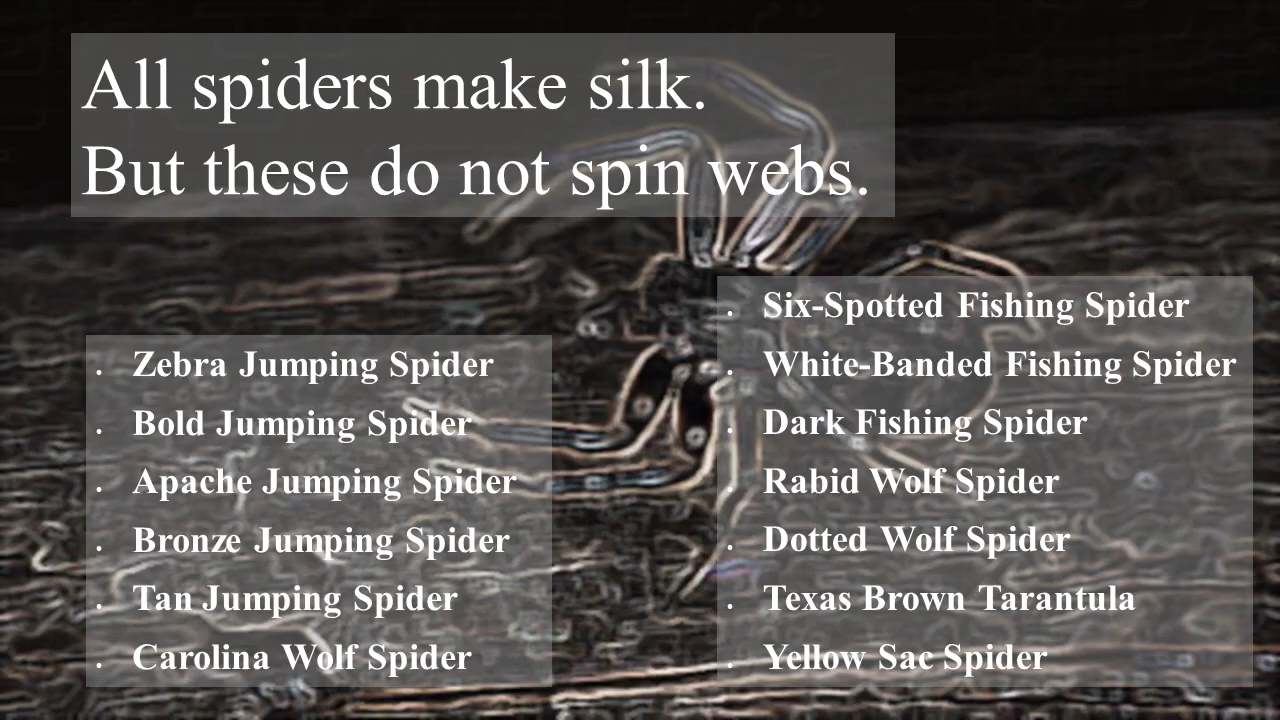 All spiders make silk.
But these do not spin webs.
. Zebra Jumping Spider
. Bold Jumping Spider
. Apache Jumping Spider
. Bronze Jumping Spider
. Tan Jumping Spider
. Carolina Wolf Spider
. Six-Spotted Fishing Spider
. White-Banded Fishing Spider
. Dark Fishing Spider
. Rabid Wolf Spider
. Dotted Wolf Spider
. Texas Brown Tarantula
. Yellow Sac Spider